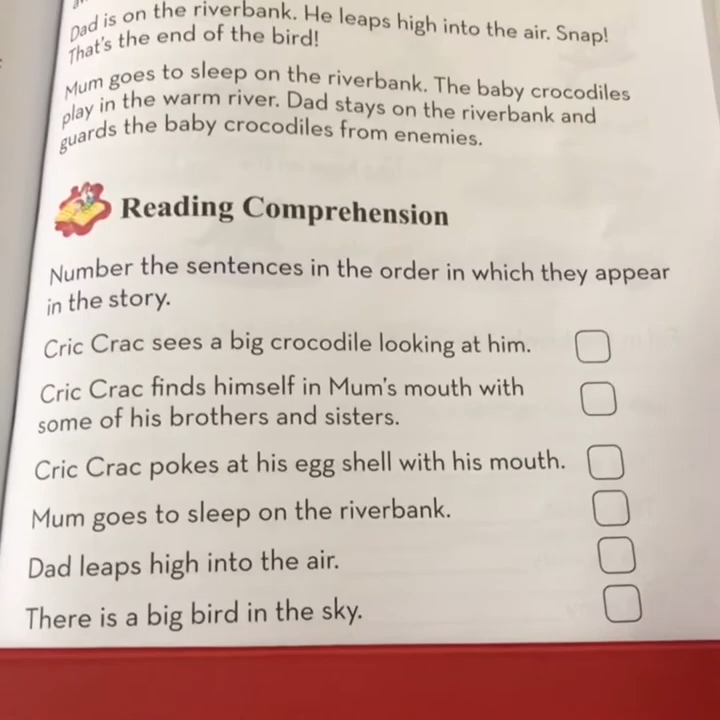 Dad is on the riverbank. He leaps high into the air. Snap!
That's the end of the bird!
Mum goes to sleep on the riverbank. The baby crocodiles
play in the warm river. Dad stays on the riverbank and
guards the baby crocodiles from enemies.
Reading Comprehension
Number the sentences in the order in which they appear
in the story.
Cric Crac sees a big crocodile looking at him.
Cric Crac finds himself in Mum's mouth with
some of his brothers and sisters.
Cric Crac pokes at his egg shell with his mouth.
Mum goes to sleep on the riverbank.
Dad leaps high into the air.
There is a big bird in the sky.